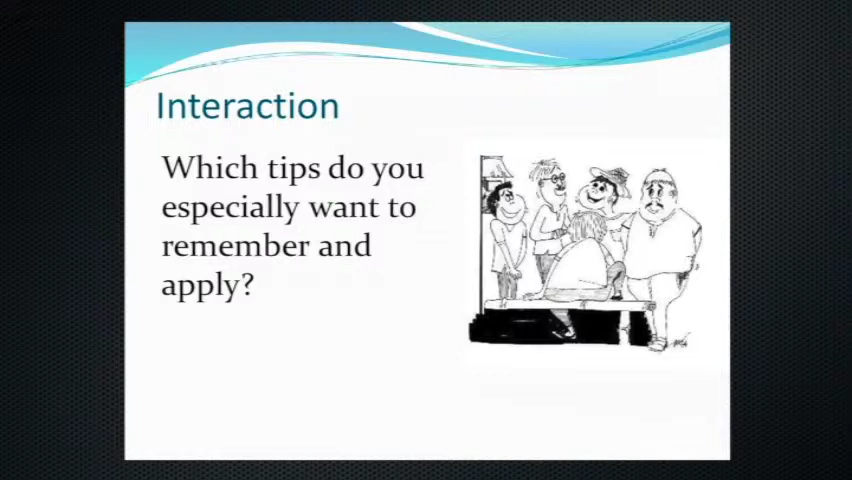 Interaction
Which tips do you
especially want to
remember and
apply?